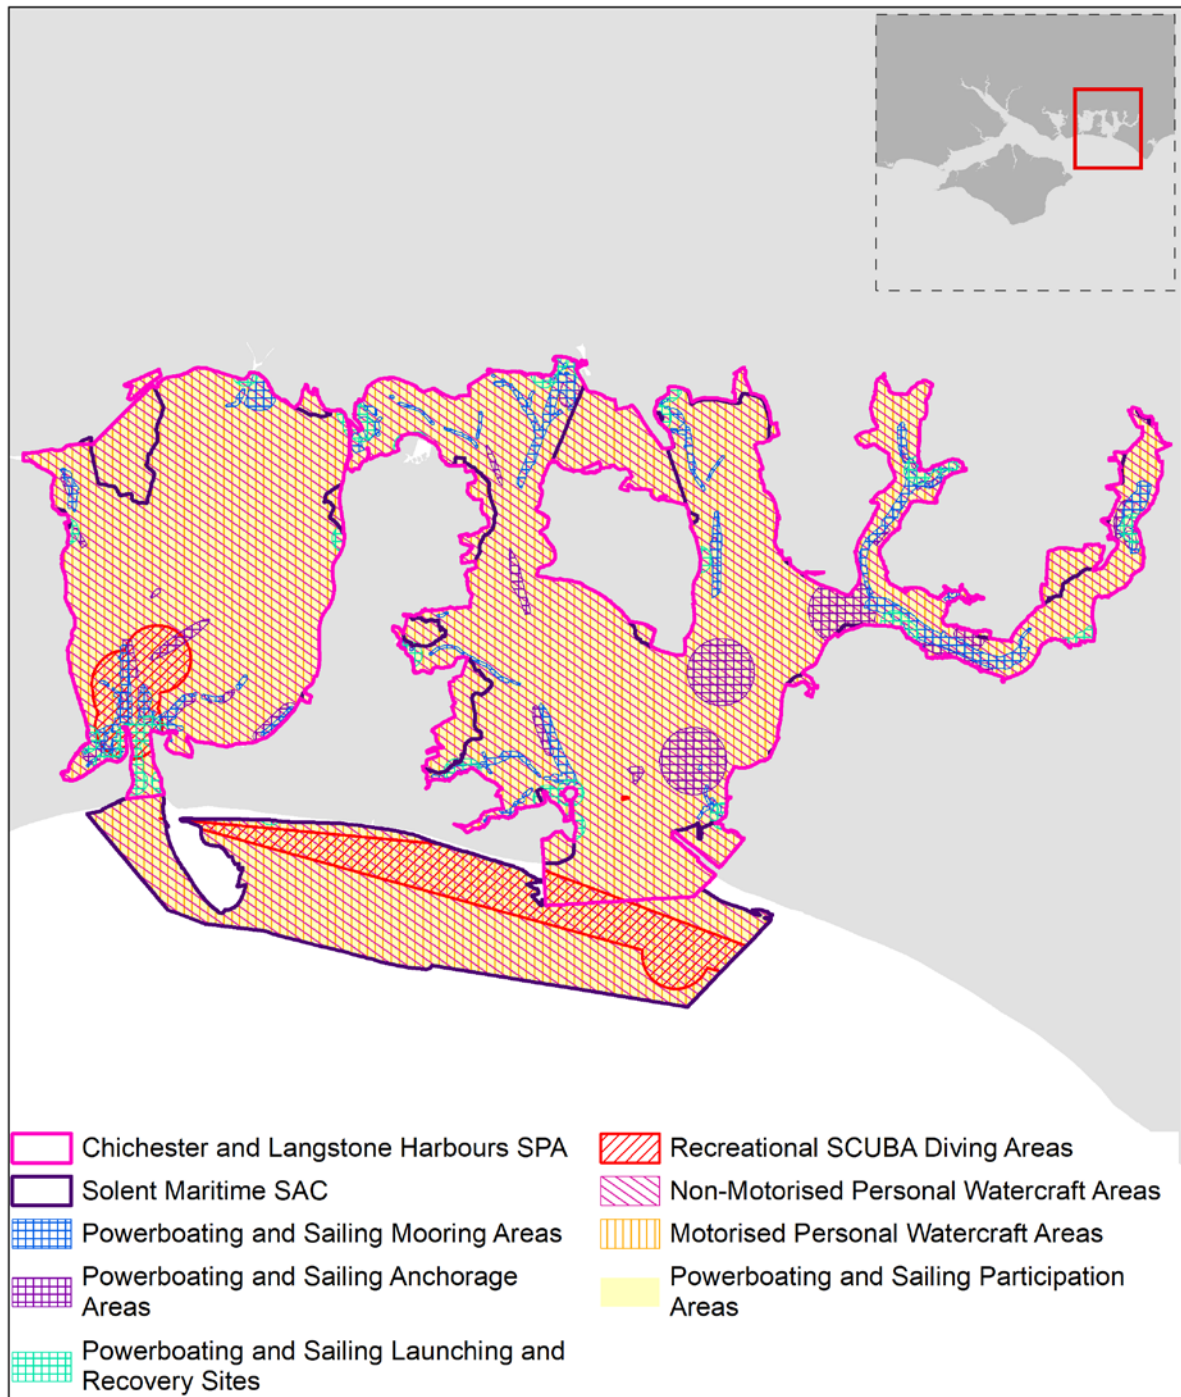 Chichester and Langstone Harbours SPA
Solent Maritime SAC
Powerboating and Sailing Mooring Areas
Powerboating and Sailing Anchorage
Areas
Powerboating and Sailing Launching and
Recovery Sites
Recreational SCUBA Diving Areas
Non-Motorised Personal Watercraft Areas
Motorised Personal Watercraft Areas
Powerboating and Sailing Participation
Areas